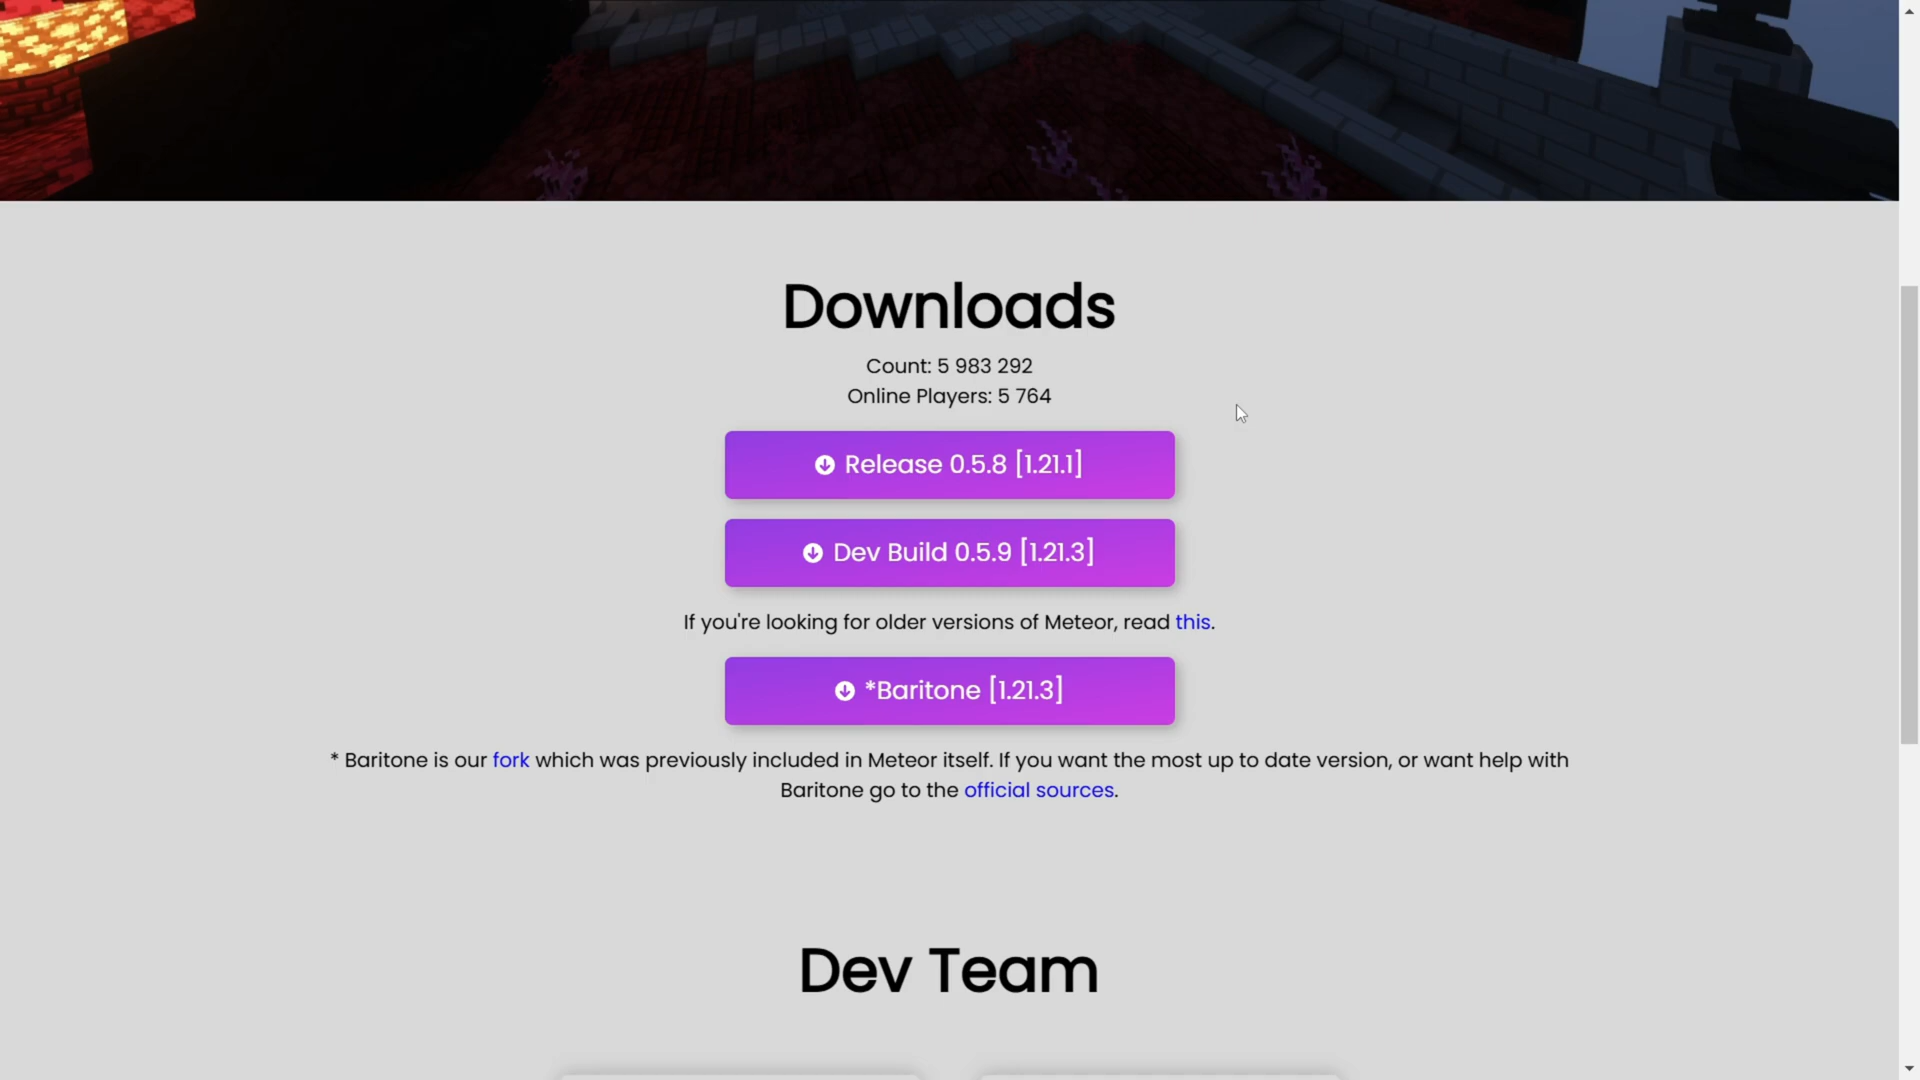 Downloads
Count: 5 983 292
Online Players: 5 764
Release 0.5.8 [1.21.1]
Dev Build 0.5.9 [1.21.3]
If you're looking for older versions of Meteor, read this.
*Baritone [1.21.3]
* Baritone is our fork which was previously included in Meteor itself. If you want the most up to date version, or want help with
Baritone go to the official sources.
Dev Team